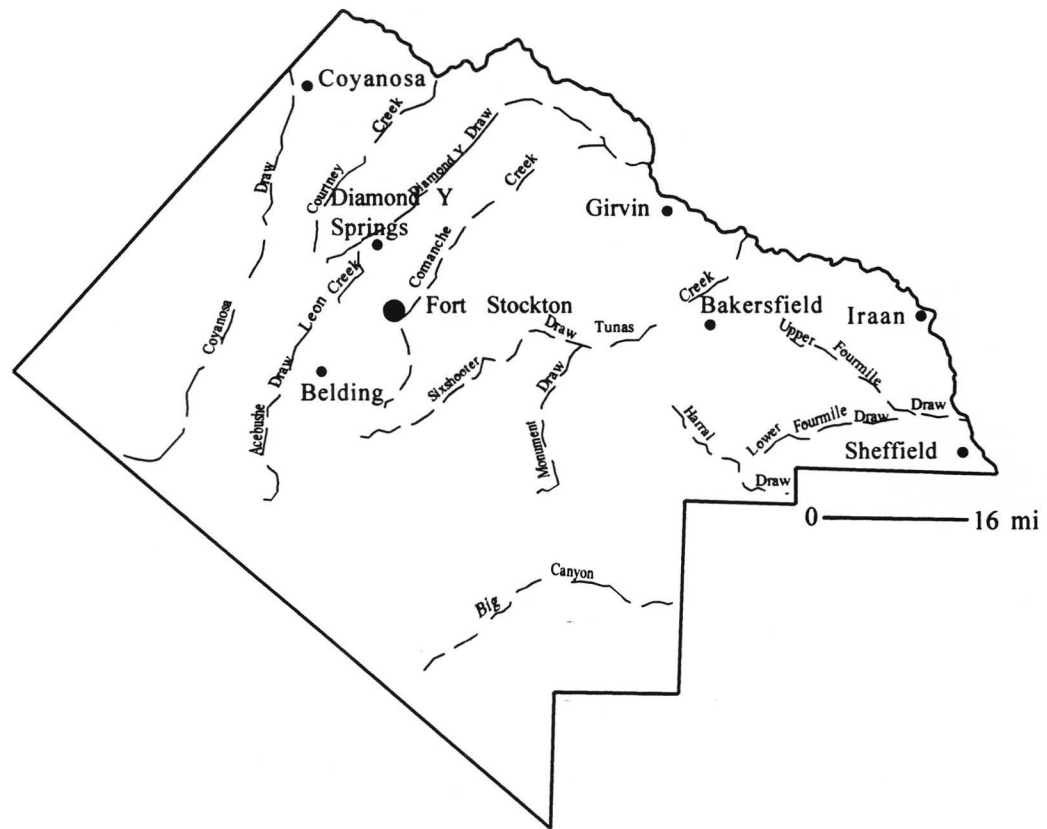 Coyanosa
Creek
Courtney
Draw
Diamond Y Draw
Creek
Diamond Y
Springs
Girvin
Comanche
Creek
Leon
Creek
Bakersfield
Iraan
Fort Stockton
Draw
Tunas
Upper
Fourmile
Draw
Coyanosa
Draw
Belding
Sixshooter
Draw
Harral
Lower
Fourmile
Draw
Acebushe
Monument
Sheffield
Draw
0
16 mi
Canyon
Big